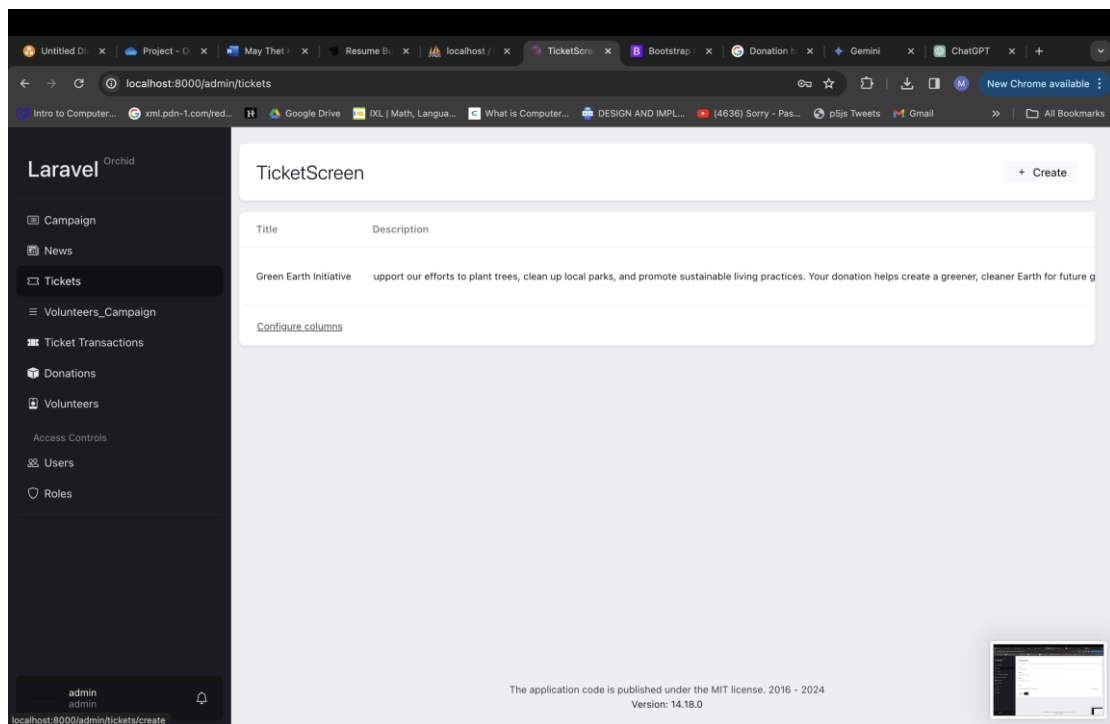 Untitled Di
Project - O
May Thet H
Resume Bu
localhost /
TicketScre
Bootstrap
Donation h
Gemini
ChatGPT
localhost:8000/admin/tickets
New Chrome available
Intro to Computer...
xml.pdn-1.com/red...
Google Drive
IXL | Math, Langua...
What is Computer...
DESIGN AND IMPL...
(4636) Sorry - Pas...
p5js Tweets
Gmail
All Bookmarks
Laravel Orchid
Campaign
News
Tickets
Volunteers_Campaign
Ticket Transactions
Donations
Volunteers
Access Controls
Users
Roles
admin
admin
localhost:8000/admin/tickets/create
TicketScreen
+ Create
Title Description
Green Earth Initiative upport our efforts to plant trees, clean up local parks, and promote sustainable living practices. Your donation helps create a greener, cleaner Earth for future g
Configure columns
The application code is published under the MIT license. 2016 - 2024
Version: 14.18.0